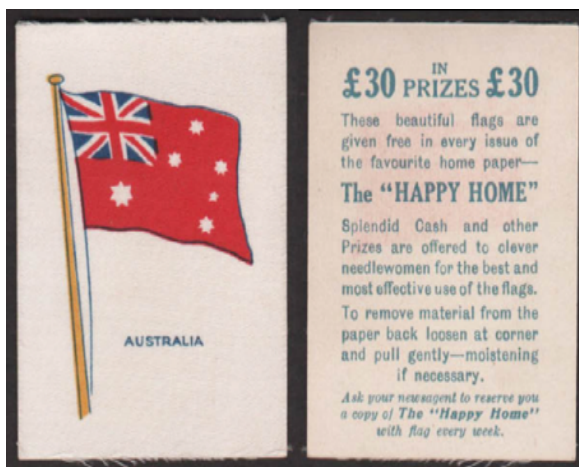 AUSTRALIA
£30 IN PRIZES £30
These beautiful flags are
given free in every issue of
the favourite home paper—
The "HAPPY HOME"
Splendid Cash and other
Prizes are offered to clever
needlewomen for the best and
most effective use of the flags.
To remove material from the
paper back loosen at corner
and pull gently—moistening
if necessary.
Ask your newsagent to reserve you
a copy of The "Happy Home"
with flag every week.